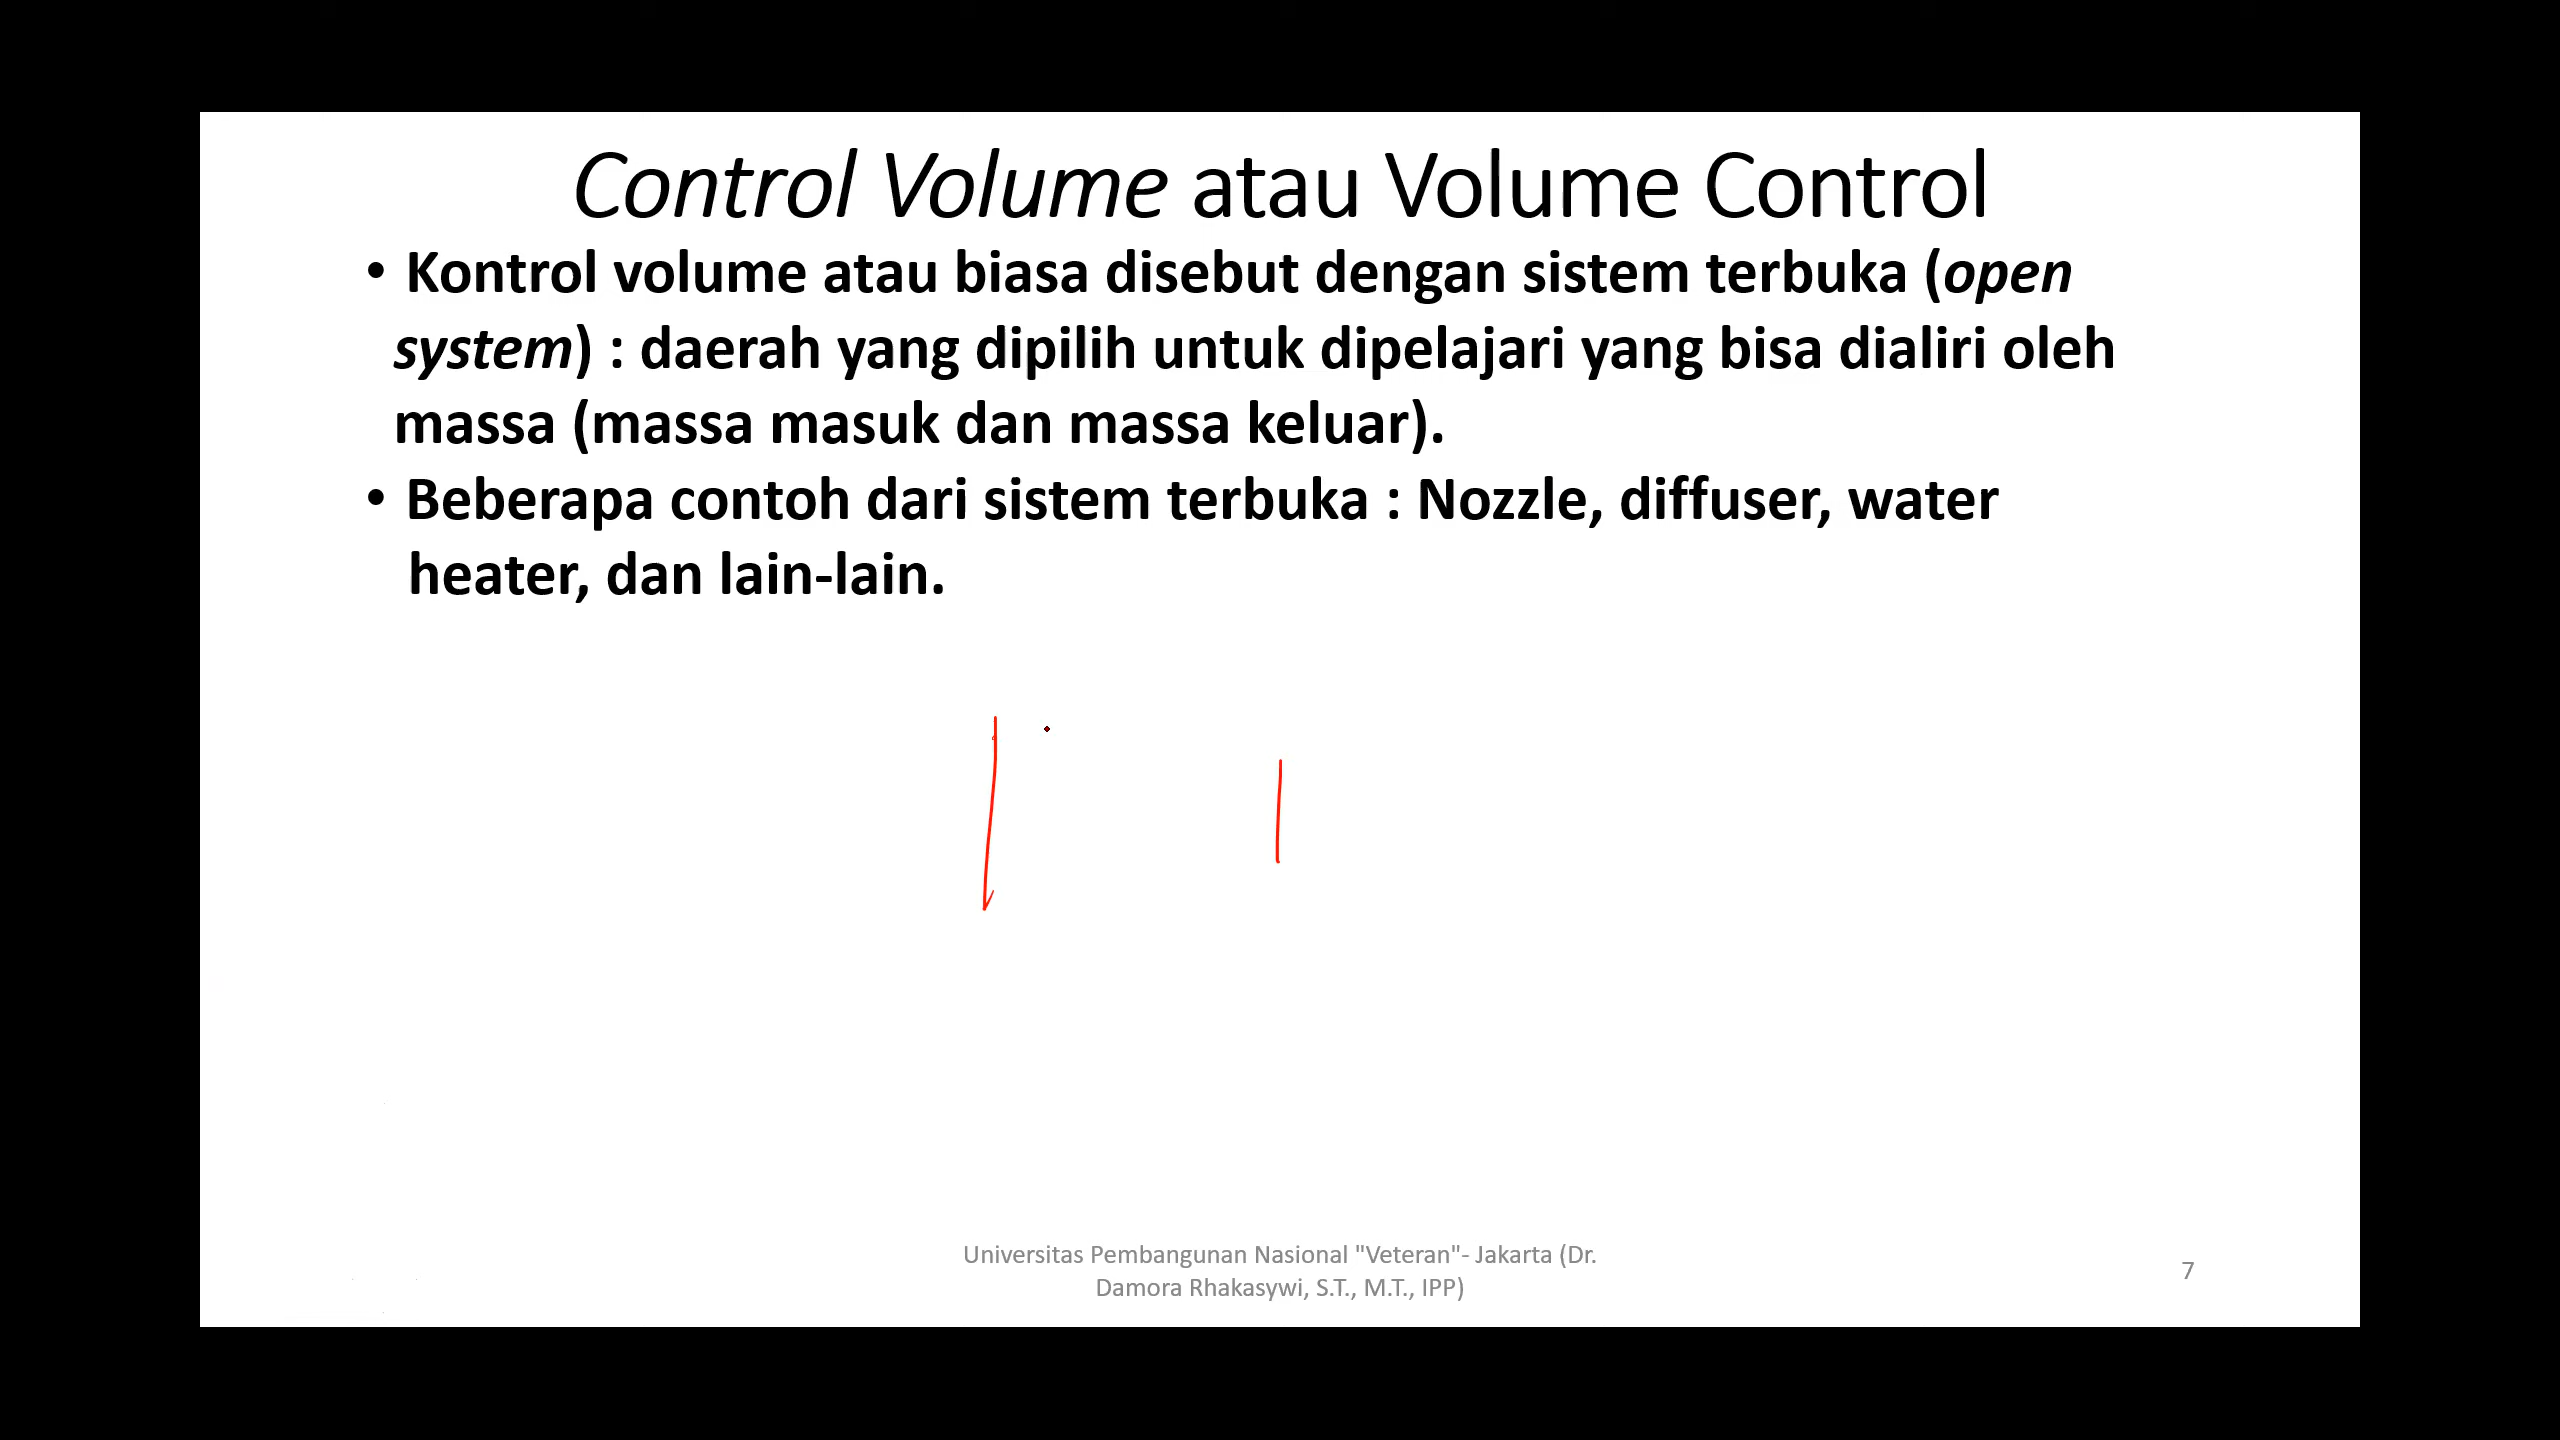 Control Volume atau Volume Control
• Kontrol volume atau biasa disebut dengan sistem terbuka (open
system) : daerah yang dipilih untuk dipelajari yang bisa dialiri oleh
massa (massa masuk dan massa keluar).
• Beberapa contoh dari sistem terbuka : Nozzle, diffuser, water
heater, dan lain-lain.
Universitas Pembangunan Nasional "Veteran"- Jakarta (Dr.
Damora Rhakasywi, S.T., M.T., IPP)
7